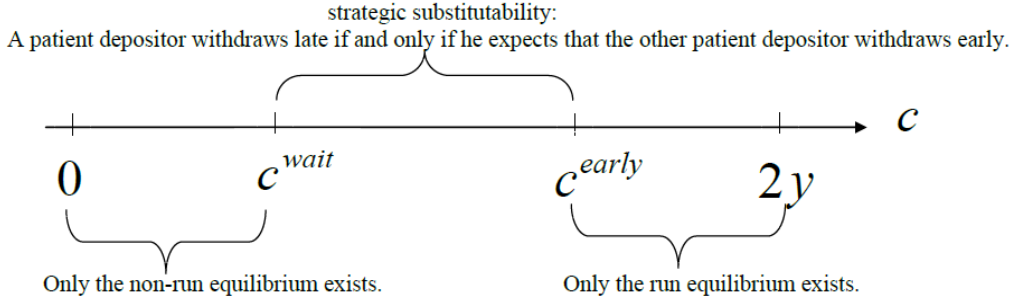 strategic substitutability:
A patient depositor withdraws late if and only if he expects that the other patient depositor withdraws early.
c
0
c^wait
c^early
2y
Only the non-run equilibrium exists.
Only the run equilibrium exists.